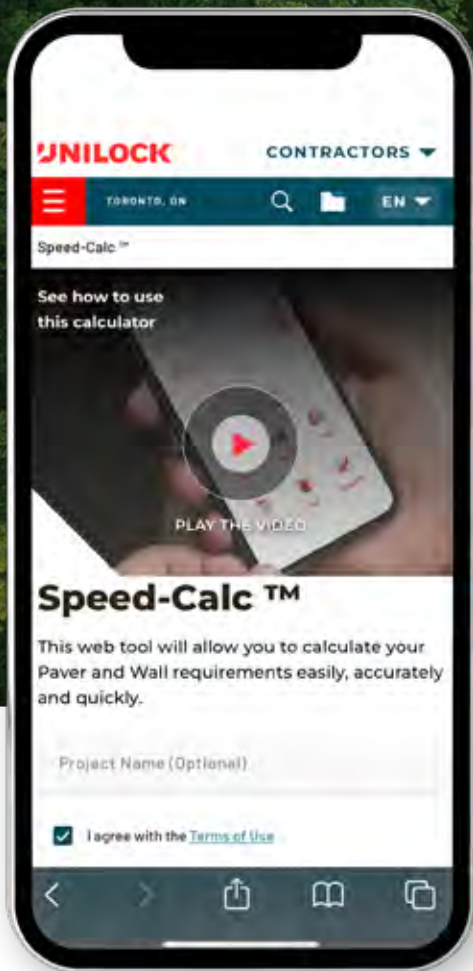 UNILOCK
CONTRACTORS
TORONTO, ON
EN
Speed-Calc ™
See how to use
this calculator
PLAY THE VIDEO
Speed-Calc ™
This web tool will allow you to calculate your
Paver and Wall requirements easily, accurately
and quickly.
Project Name (Optional)
I agree with the Terms of Use